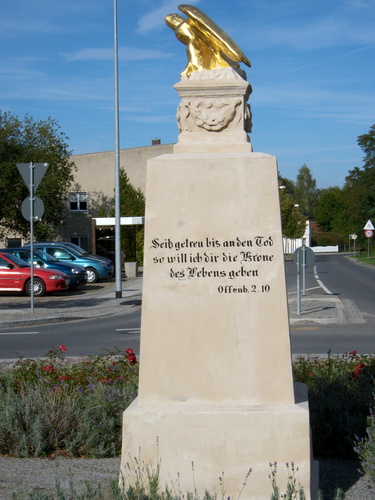 Seid getreu bis an den Tod
so will ich dir die Krone
des Lebens geben
Offenb. 2. 10